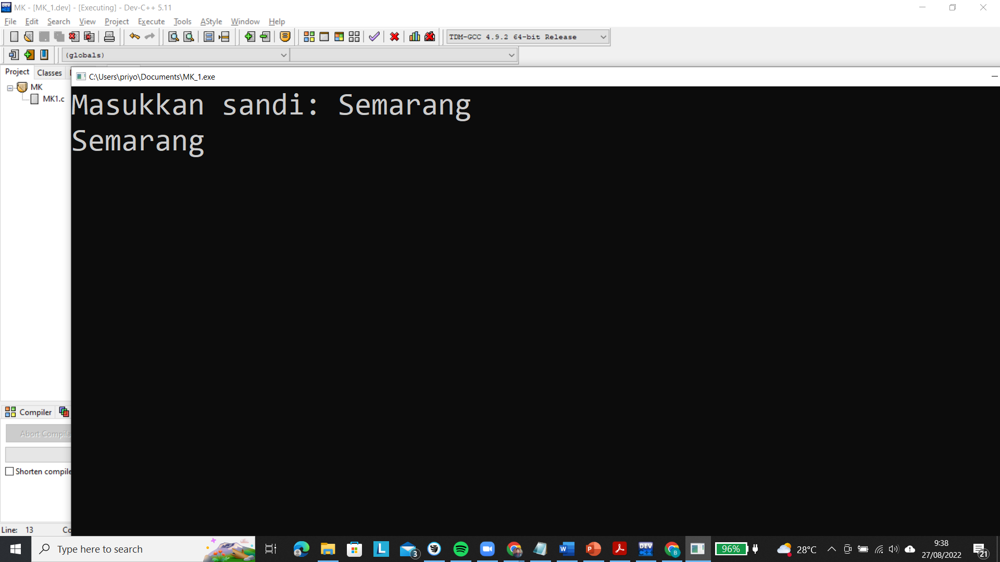 MK - [MK_1.dev] - [Executing] - Dev-C++ 5.11
File Edit Search View Project Execute Tools AStyle Window Help
TDM-GCC 4.9.2 64-bit Release
(globals)
Project Classes
C:\Users\priyo\Documents\MK_1.exe
MK
MK1.c
Masukkan sandi: Semarang
Semarang
Compiler
Abort Compila
Shorten compile
Line: 13 Co
Type here to search
3
96%
28°C
9:38
27/08/2022
21